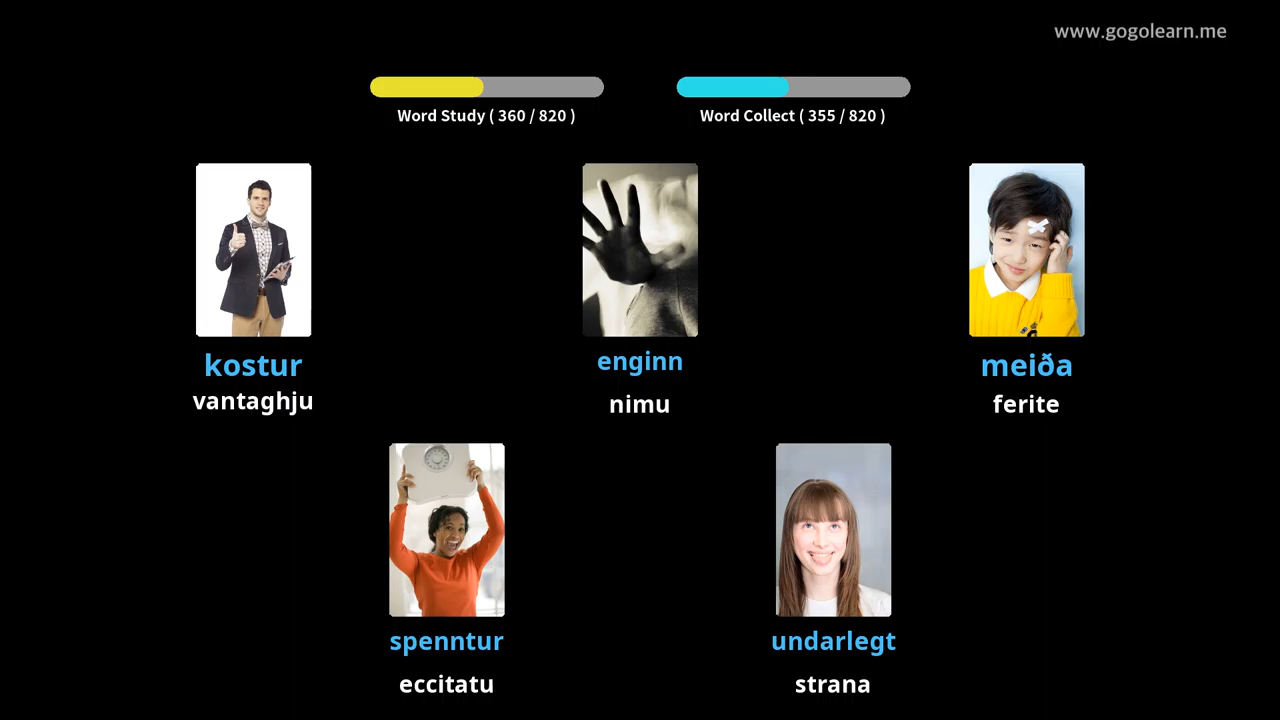 www.gogolearn.me
Word Study ( 360 / 820 )
Word Collect ( 355 / 820 )
kostur
vantaghju
enginn
nimu
meiða
ferite
spenntur
eccitatu
undarlegt
strana